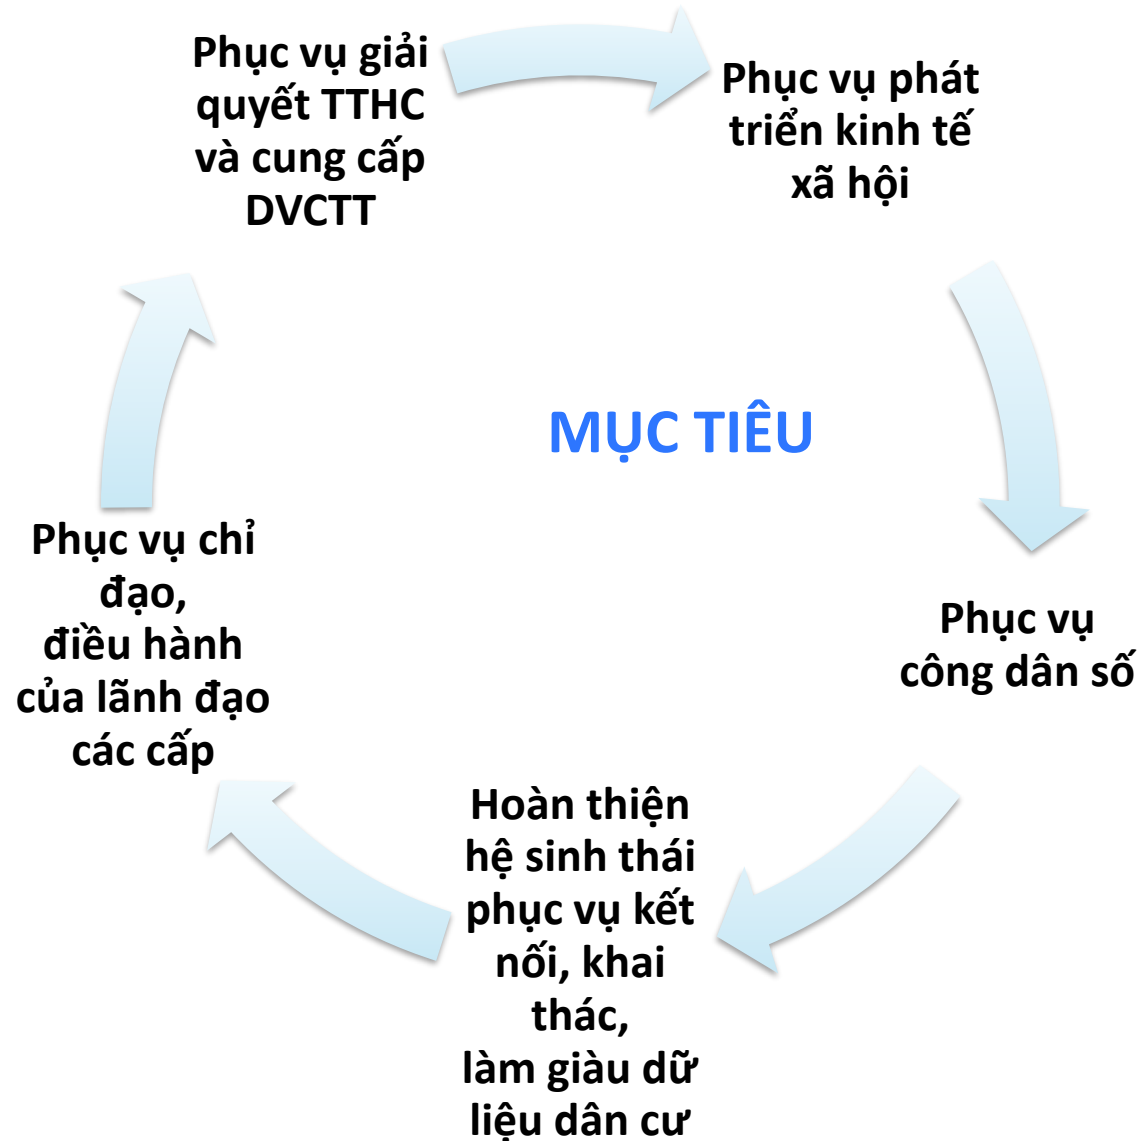 Phục vụ giải
quyết TTHC
và cung cấp
DVCTT
Phục vụ phát
triển kinh tế
xã hội
MỤC TIÊU
Phục vụ
công dân số
Hoàn thiện
hệ sinh thái
phục vụ kết
nối, khai
thác,
làm giàu dữ
liệu dân cư
Phục vụ chỉ
đạo,
điều hành
của lãnh đạo
các cấp